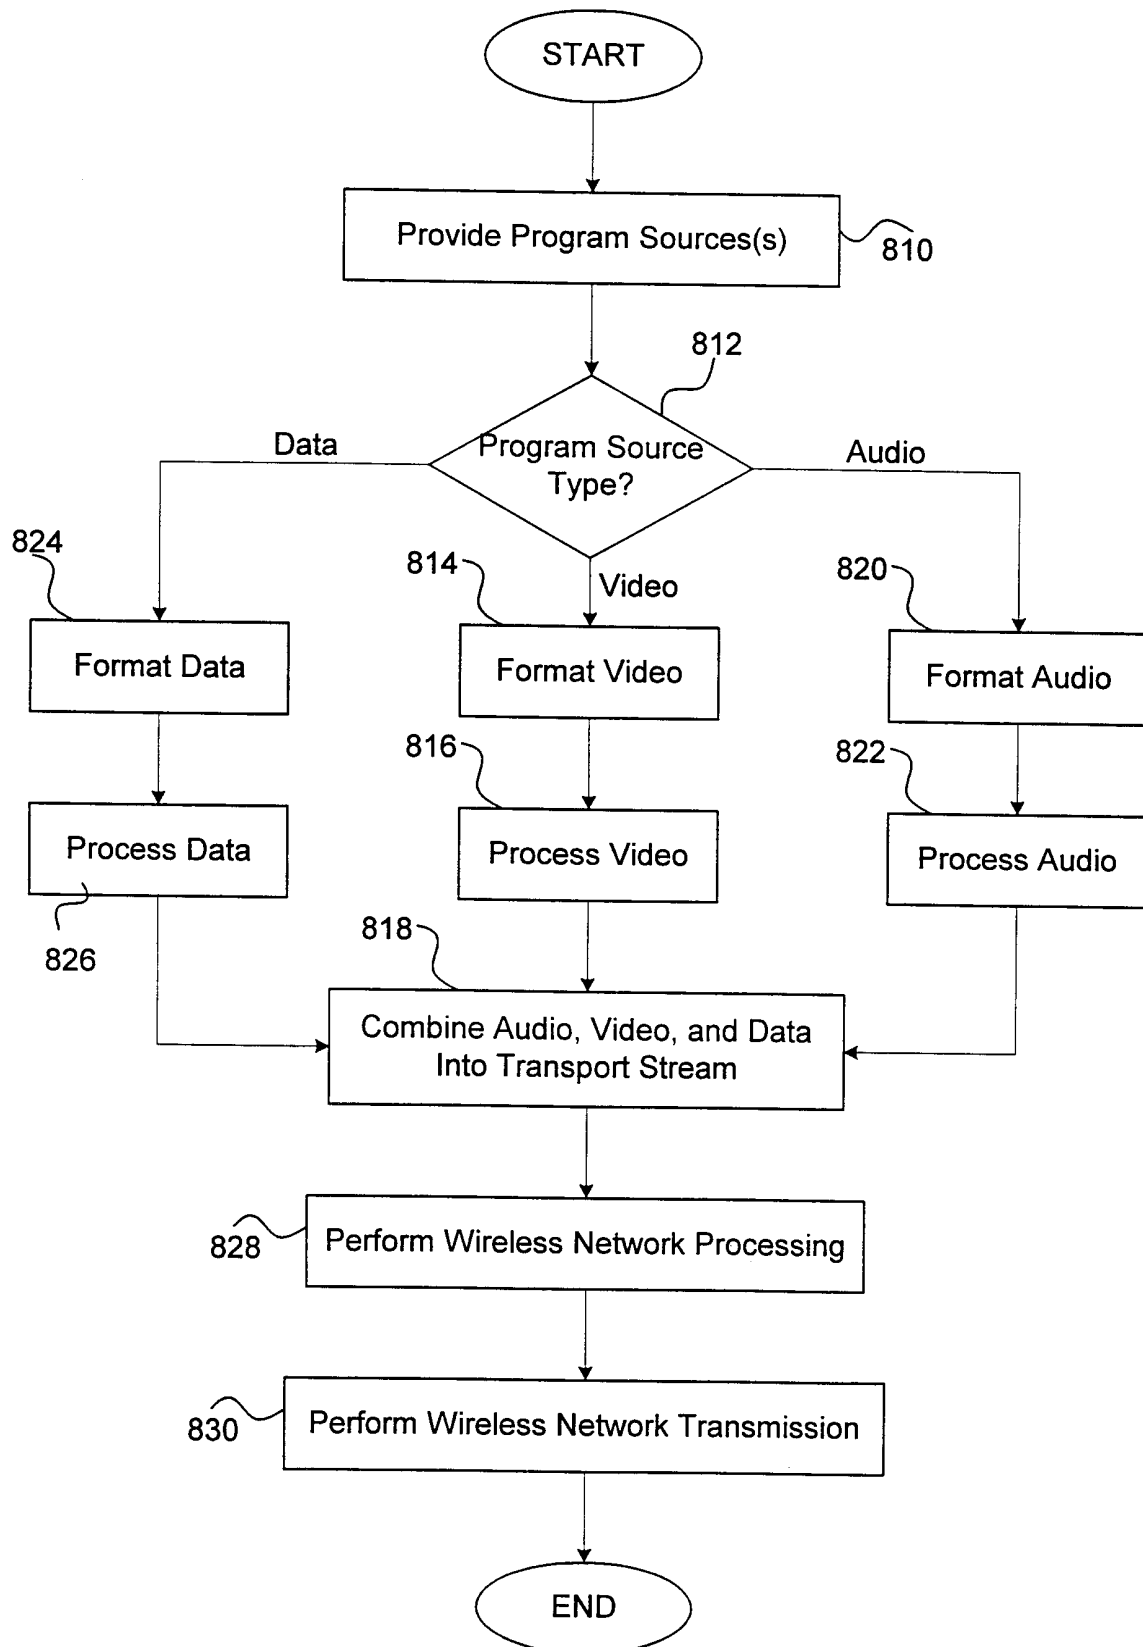 START
Provide Program Sources(s)
810
812
Program Source
Type?
Data
Audio
Video
824
814
820
Format Data
Format Video
Format Audio
816
822
Process Data
Process Video
Process Audio
826
818
Combine Audio, Video, and Data
Into Transport Stream
828
Perform Wireless Network Processing
830
Perform Wireless Network Transmission
END